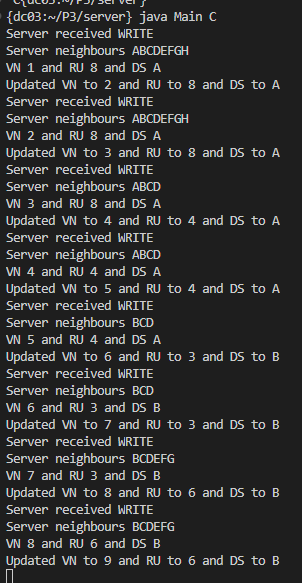 C{dc03:~/P3/server}
{dc03:~/P3/server} java Main C
Server received WRITE
Server neighbours ABCDEFGH
VN 1 and RU 8 and DS A
Updated VN to 2 and RU to 8 and DS to A
Server received WRITE
Server neighbours ABCDEFGH
VN 2 and RU 8 and DS A
Updated VN to 3 and RU to 8 and DS to A
Server received WRITE
Server neighbours ABCD
VN 3 and RU 8 and DS A
Updated VN to 4 and RU to 4 and DS to A
Server received WRITE
Server neighbours ABCD
VN 4 and RU 4 and DS A
Updated VN to 5 and RU to 4 and DS to A
Server received WRITE
Server neighbours BCD
VN 5 and RU 4 and DS A
Updated VN to 6 and RU to 3 and DS to B
Server received WRITE
Server neighbours BCD
VN 6 and RU 3 and DS B
Updated VN to 7 and RU to 3 and DS to B
Server received WRITE
Server neighbours BCDEFG
VN 7 and RU 3 and DS B
Updated VN to 8 and RU to 6 and DS to B
Server received WRITE
Server neighbours BCDEFG
VN 8 and RU 6 and DS B
Updated VN to 9 and RU to 6 and DS to B